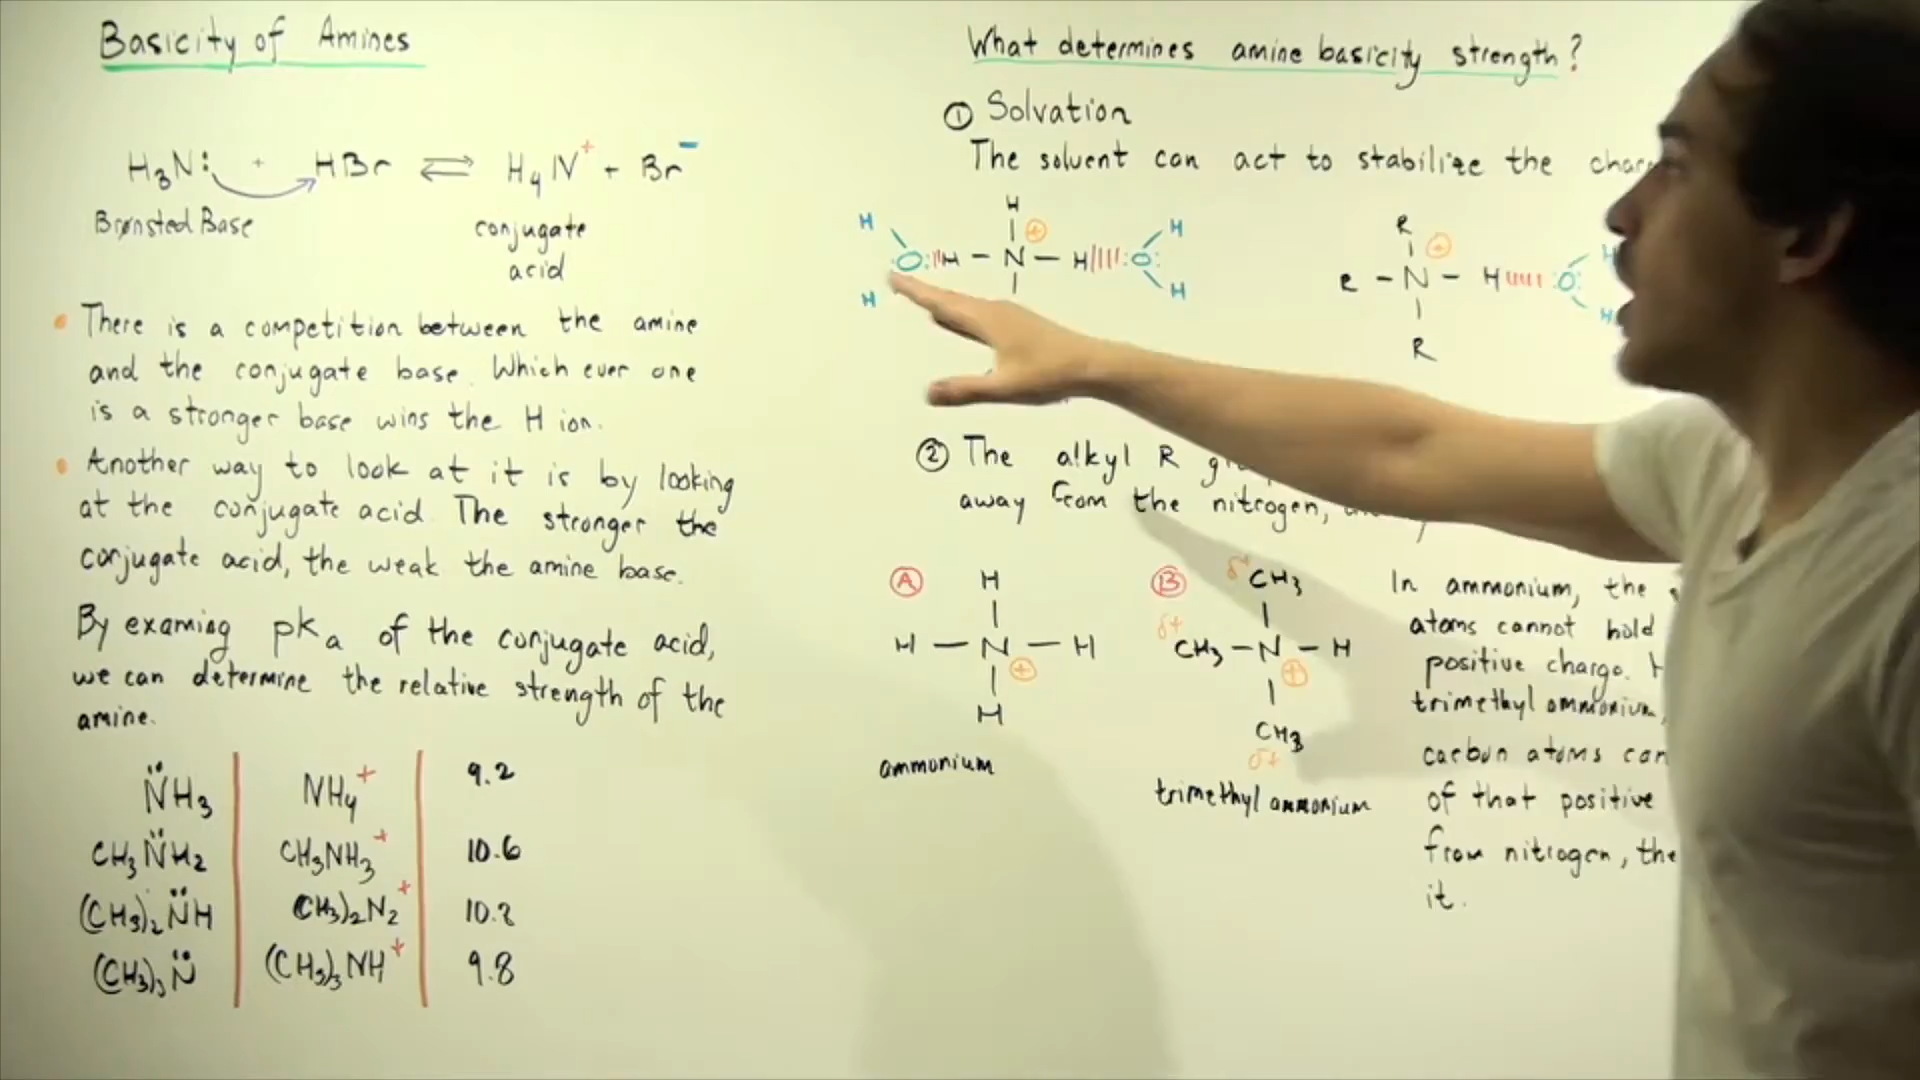 Basicity of Amines
H3N: + HBr ⇌ H4N+ + Br−
Brønsted Base conjugate
acid
There is a competition between the amine
and the conjugate base. Which ever one
is a stronger base wins the H ion.
Another way to look at it is by looking
at the conjugate acid. The stronger the
conjugate acid, the weak the amine base.
By examing pka of the conjugate acid,
we can determine the relative strength of the
amine.
NH3 NH4+ 9.2
CH3NH2 CH3NH3+ 10.6
(CH3)2NH (CH3)2N2+
(CH3)3N (CH3)3NH+ 9.8
What determines amine basicity strength?
① Solvation
The solvent can act to stabilize the
H H H R H
O: H – N – H :O: R – N – H :O:
H H R H
② The alkyl R
away from the nitrogen,
A H
H – N – H
+
H
ammonium
B δ+ CH3
δ+
CH3 – N – H
+
CH3
δ+
trimethyl ammonium
In ammonium, the
atoms cannot hold
positive charge.
trimethyl ammonium,
carbon atoms can
of that positive
from nitrogen, the
it.